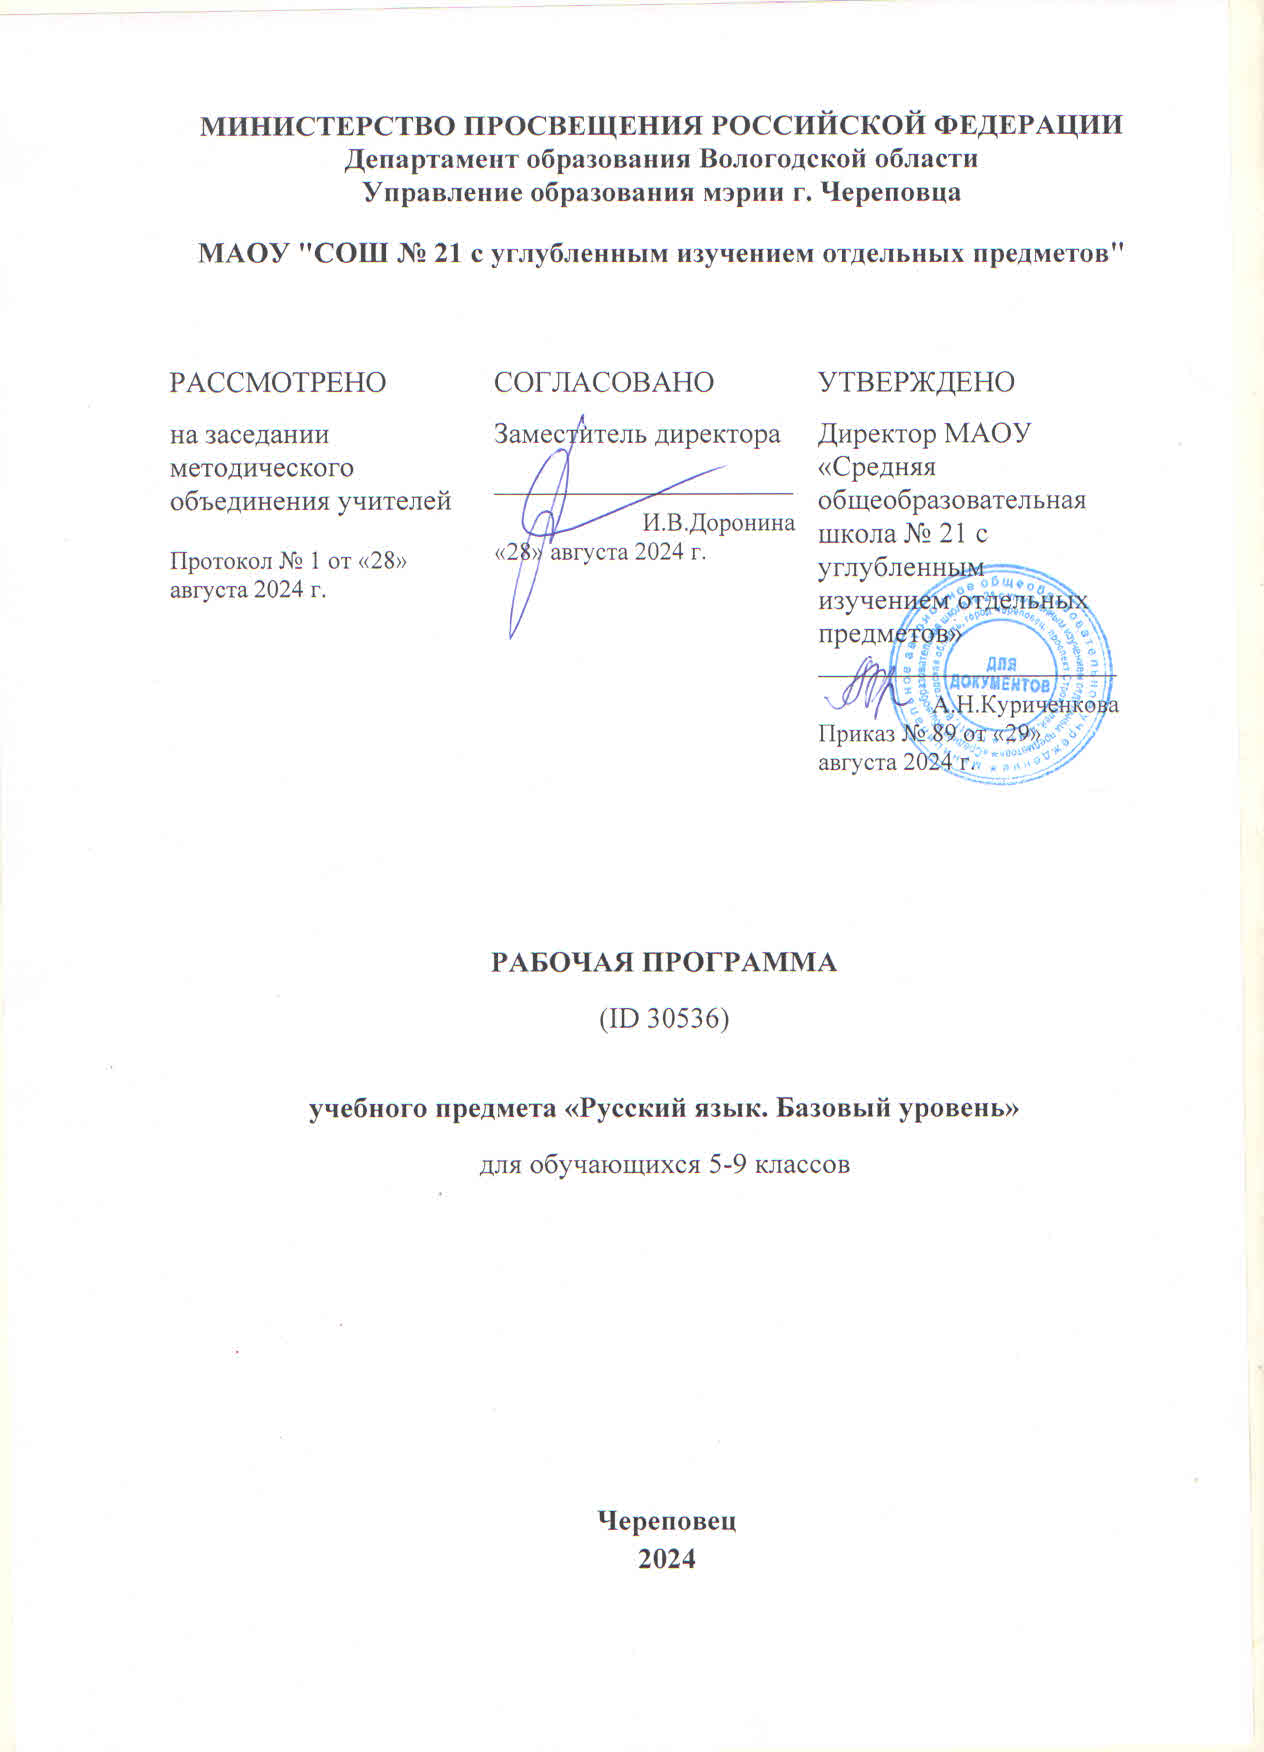 МИНИСТЕРСТВО ПРОСВЕЩЕНИЯ РОССИЙСКОЙ ФЕДЕРАЦИИ
Департамент образования Вологодской области
Управление образования мэрии г. Череповца
МАОУ "СОШ № 21 с углубленным изучением отдельных предметов"
РАССМОТРЕНО
на заседании
методического
объединения учителей
Протокол № 1 от «28»
августа 2024 г.
СОГЛАСОВАНО
Заместитель директора
И.В.Доронина
«28» августа 2024 г.
УТВЕРЖДЕНО
Директор МАОУ
«Средняя
общеобразовательная
школа № 21 с
углубленным
изучением отдельных
предметов»
А.Н.Куриченкова
Приказ № 89 от «29»
августа 2024 г.
ДЛЯ
ДОКУМЕНТОВ
РАБОЧАЯ ПРОГРАММА
(ID 30536)
учебного предмета «Русский язык. Базовый уровень»
для обучающихся 5-9 классов
Череповец
2024